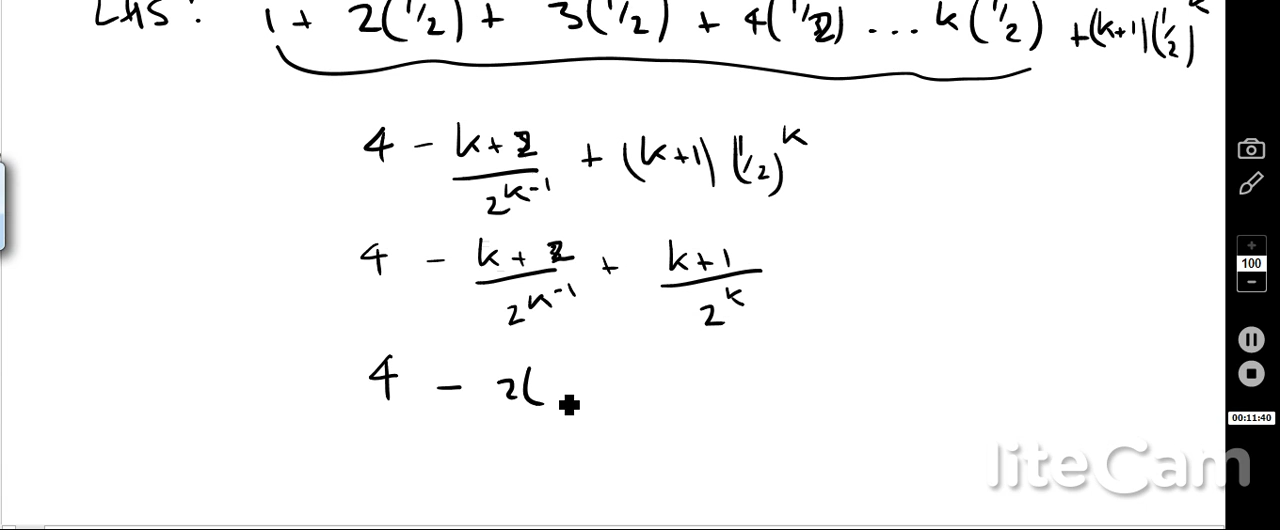 LHS: 1 + 2(1/2) + 3(1/2) + 4(1/2) ... k(1/2) + (k+1)(1/2)^k
4 - (k+2)/2^(k-1) + (k+1)(1/2)^k
4 - (k+2)/2^(k-1) + (k+1)/2^k
4 - 2(
100
00:11:40
liteCam